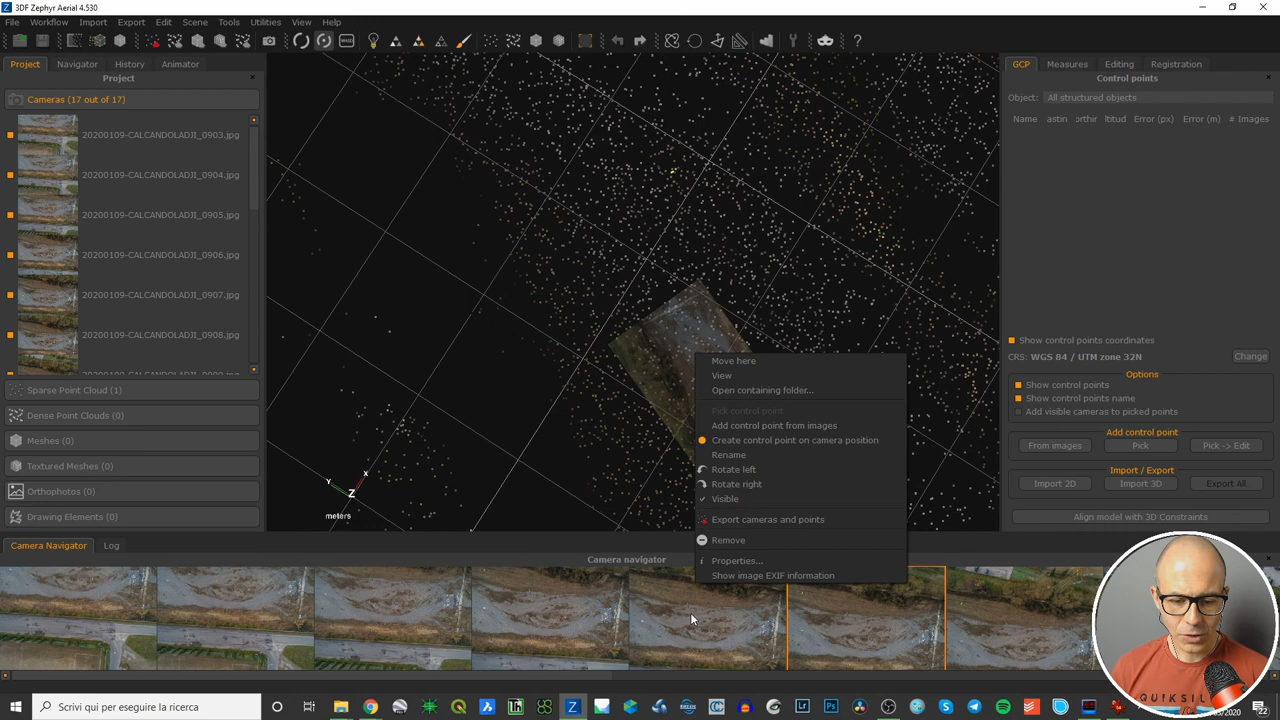 3DF Zephyr Aerial 4.530
File Workflow Import Export Edit Scene Tools Utilities View Help
Project Navigator History Animator
Project
Cameras (17 out of 17)
20200109-CALCANDOLADJI_0903.jpg
20200109-CALCANDOLADJI_0904.jpg
20200109-CALCANDOLADJI_0905.jpg
20200109-CALCANDOLADJI_0906.jpg
20200109-CALCANDOLADJI_0907.jpg
20200109-CALCANDOLADJI_0908.jpg
Sparse Point Cloud (1)
Dense Point Clouds (0)
Meshes (0)
Textured Meshes (0)
Orthophotos (0)
Drawing Elements (0)
X
Y
Z
meters
Move here
View
Open containing folder...
Pick control point
Add control point from images
Create control point on camera position
Rename
Rotate left
Rotate right
Visible
Export cameras and points
Remove
Properties...
Show image EXIF information
GCP Measures Editing Registration
Control points
Object: All structured objects
Name astin orthir ltitud Error (px) Error (m) # Images
Show control points coordinates
CRS: WGS 84 / UTM zone 32N Change
Options
Show control points
Show control points name
Add visible cameras to picked points
Add control point
From images Pick Pick -> Edit
Import / Export
Import 2D Import 3D Export All
Align model with 3D Constraints
Camera Navigator Log
Camera navigator
QUIKSIL
Scrivi qui per eseguire la ricerca